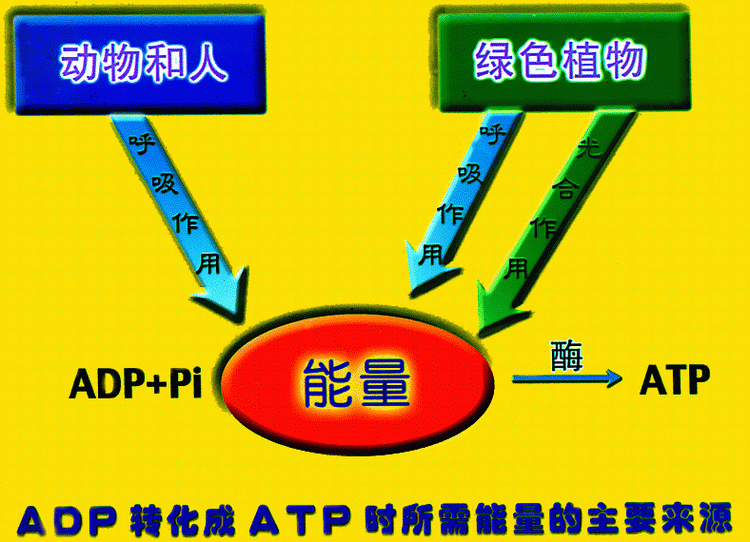 动物和人
绿色植物
呼吸作用
呼吸作用
光合作用
ADP+Pi
能量
酶
ATP
ADP转化成ATP时所需能量的主要来源